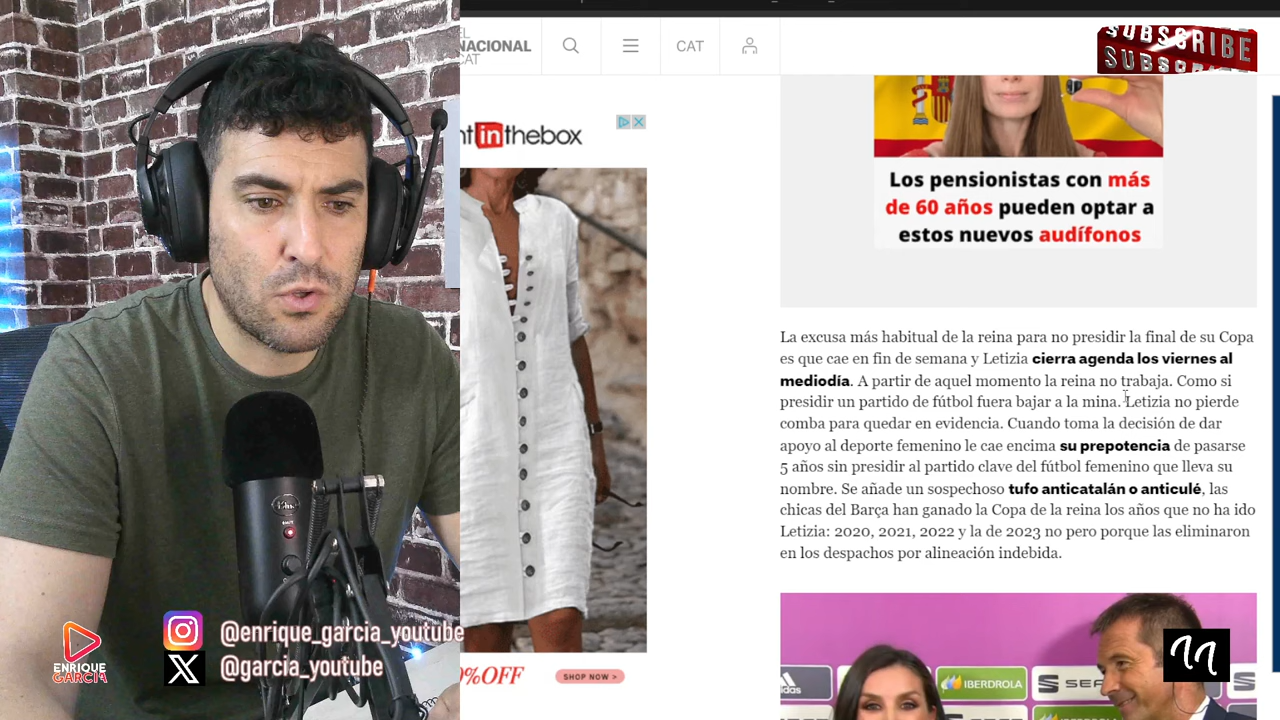 EL
NACIONAL
CAT
CAT
SUBSCRIBE
SUBSCRIBE
inthebox
Los pensionistas con más
de 60 años pueden optar a
estos nuevos audífonos
La excusa más habitual de la reina para no presidir la final de su Copa
es que cae en fin de semana y Letizia cierra agenda los viernes al
mediodía. A partir de aquel momento la reina no trabaja. Como si
presidir un partido de fútbol fuera bajar a la mina. Letizia no pierde
comba para quedar en evidencia. Cuando toma la decisión de dar
apoyo al deporte femenino le cae encima su prepotencia de pasarse
5 años sin presidir al partido clave del fútbol femenino que lleva su
nombre. Se añade un sospechoso tufo anticatalán o anticulé, las
chicas del Barça han ganado la Copa de la reina los años que no ha ido
Letizia: 2020, 2021, 2022 y la de 2023 no pero porque las eliminaron
en los despachos por alineación indebida.
@enrique_garcia_youtube
@garcia_youtube
ENRIQUE
GARCIA
0%OFF
SHOP NOW >
adidas
IBERDROLA
SEA